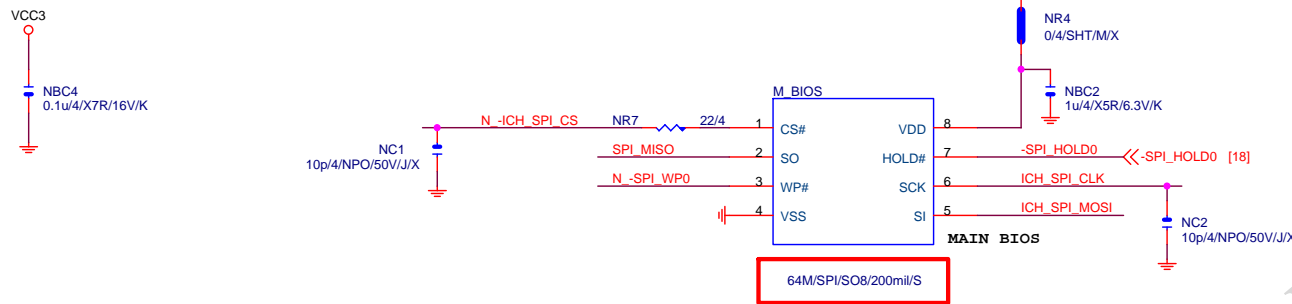 VCC3
NBC4
0.1u/4/X7R/16V/K
NR4
0/4/SHT/M/X
NBC2
1u/4/X5R/6.3V/K
M_BIOS
N_-ICH_SPI_CS NR7 22/4 1 CS# VDD 8
NC1
10p/4/NPO/50V/J/X
SPI_MISO 2 SO HOLD# 7 -SPI_HOLD0 -SPI_HOLD0 [18]
N_-SPI_WP0 3 WP# SCK 6 ICH_SPI_CLK
4 VSS SI 5 ICH_SPI_MOSI
NC2
10p/4/NPO/50V/J/X
MAIN BIOS
64M/SPI/SO8/200mil/S